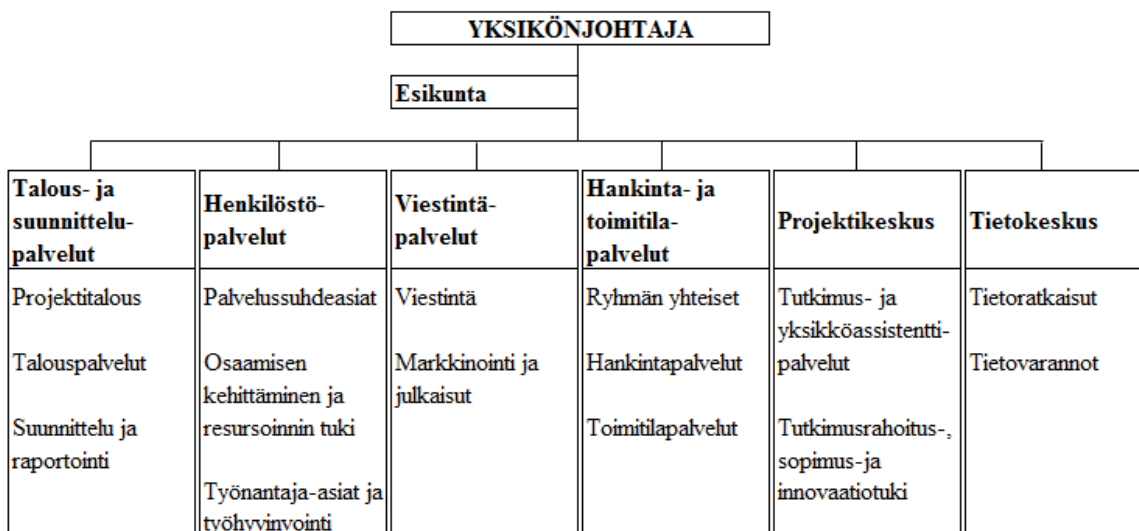 YKSIKÖNJOHTAJA
Esikunta
Talous- ja
suunnittelu-
palvelut
Projektitalous
Talouspalvelut
Suunnittelu ja
raportointi
Henkilöstö-
palvelut
Palvelussuhdeasiat
Osaamisen
kehittäminen ja
resursoinnin tuki
Työnantaja-asiat ja
työhyvinvointi
Viestintä-
palvelut
Viestintä
Markkinointi ja
julkaisut
Hankinta- ja
toimitila-
palvelut
Ryhmän yhteiset
Hankintapalvelut
Toimitilapalvelut
Projektikeskus
Tutkimus- ja
yksikköassistentti-
palvelut
Tutkimusrahoitus-,
sopimus-ja
innovaatiotuki
Tietokeskus
Tietoratkaisut
Tietovarannot